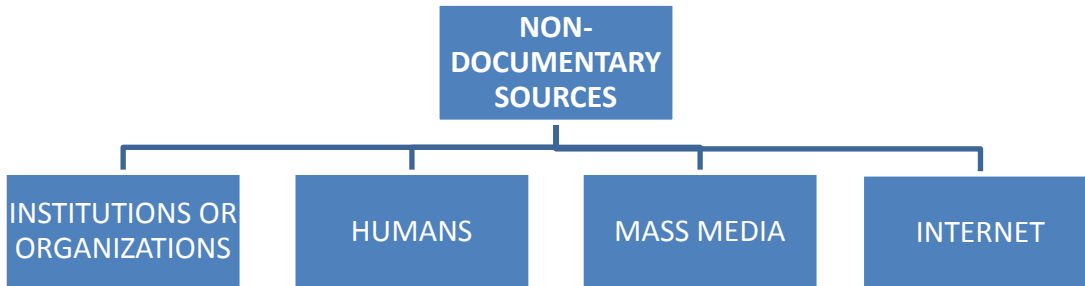 NON-
DOCUMENTARY
SOURCES
INSTITUTIONS OR
ORGANIZATIONS
HUMANS
MASS MEDIA
INTERNET